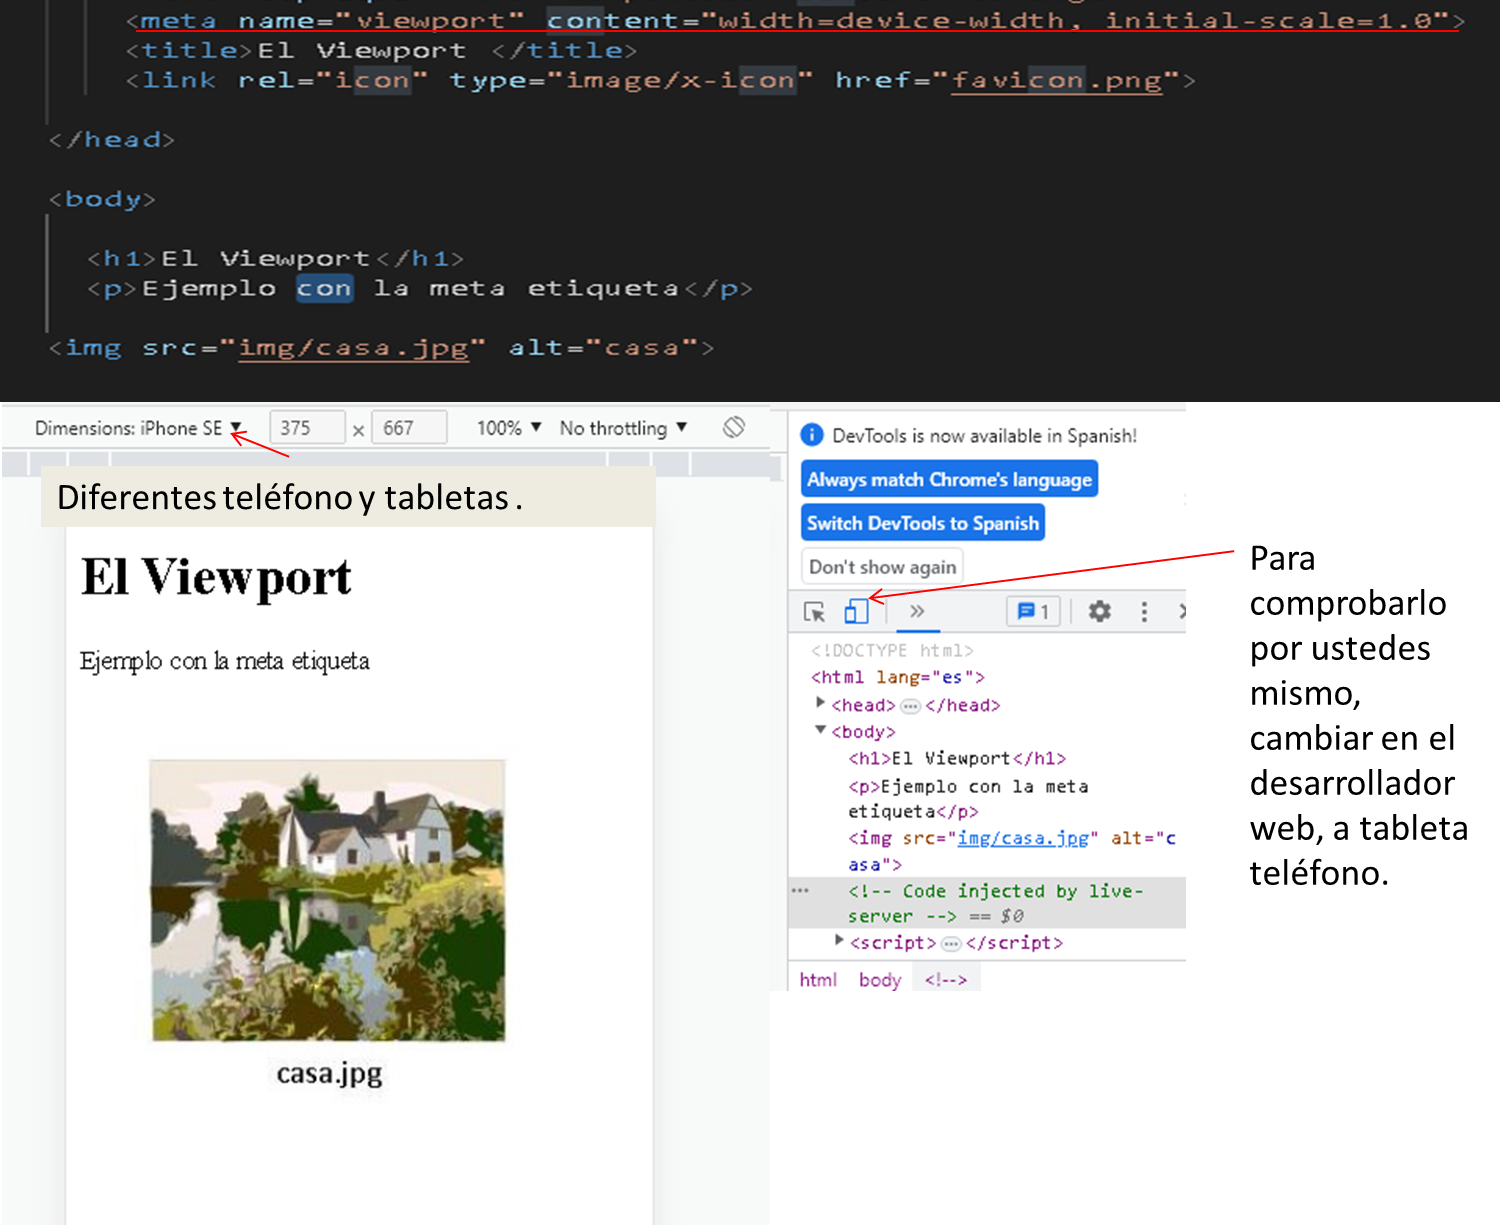 <meta name="viewport" content="width=device-width, initial-scale=1.0">
<title>El Viewport </title>
<link rel="icon" type="image/x-icon" href="favicon.png">
</head>
<body>
<h1>El Viewport</h1>
<p>Ejemplo con la meta etiqueta</p>
<img src="img/casa.jpg" alt="casa">
Dimensions: iPhone SE ▼ 375 x 667 100% ▼ No throttling ▼
Diferentes teléfono y tabletas .
El Viewport
Ejemplo con la meta etiqueta
casa.jpg
DevTools is now available in Spanish!
Always match Chrome's language
Switch DevTools to Spanish
Don't show again
» 1
<!DOCTYPE html>
<html lang="es">
<head>…</head>
<body>
<h1>El Viewport</h1>
<p>Ejemplo con la meta
etiqueta</p>
<img src="img/casa.jpg" alt="c
asa">
<!-- Code injected by live-
server --> == $0
<script>…</script>
html body <!-->
Para
comprobarlo
por ustedes
mismo,
cambiar en el
desarrollador
web, a tableta
teléfono.